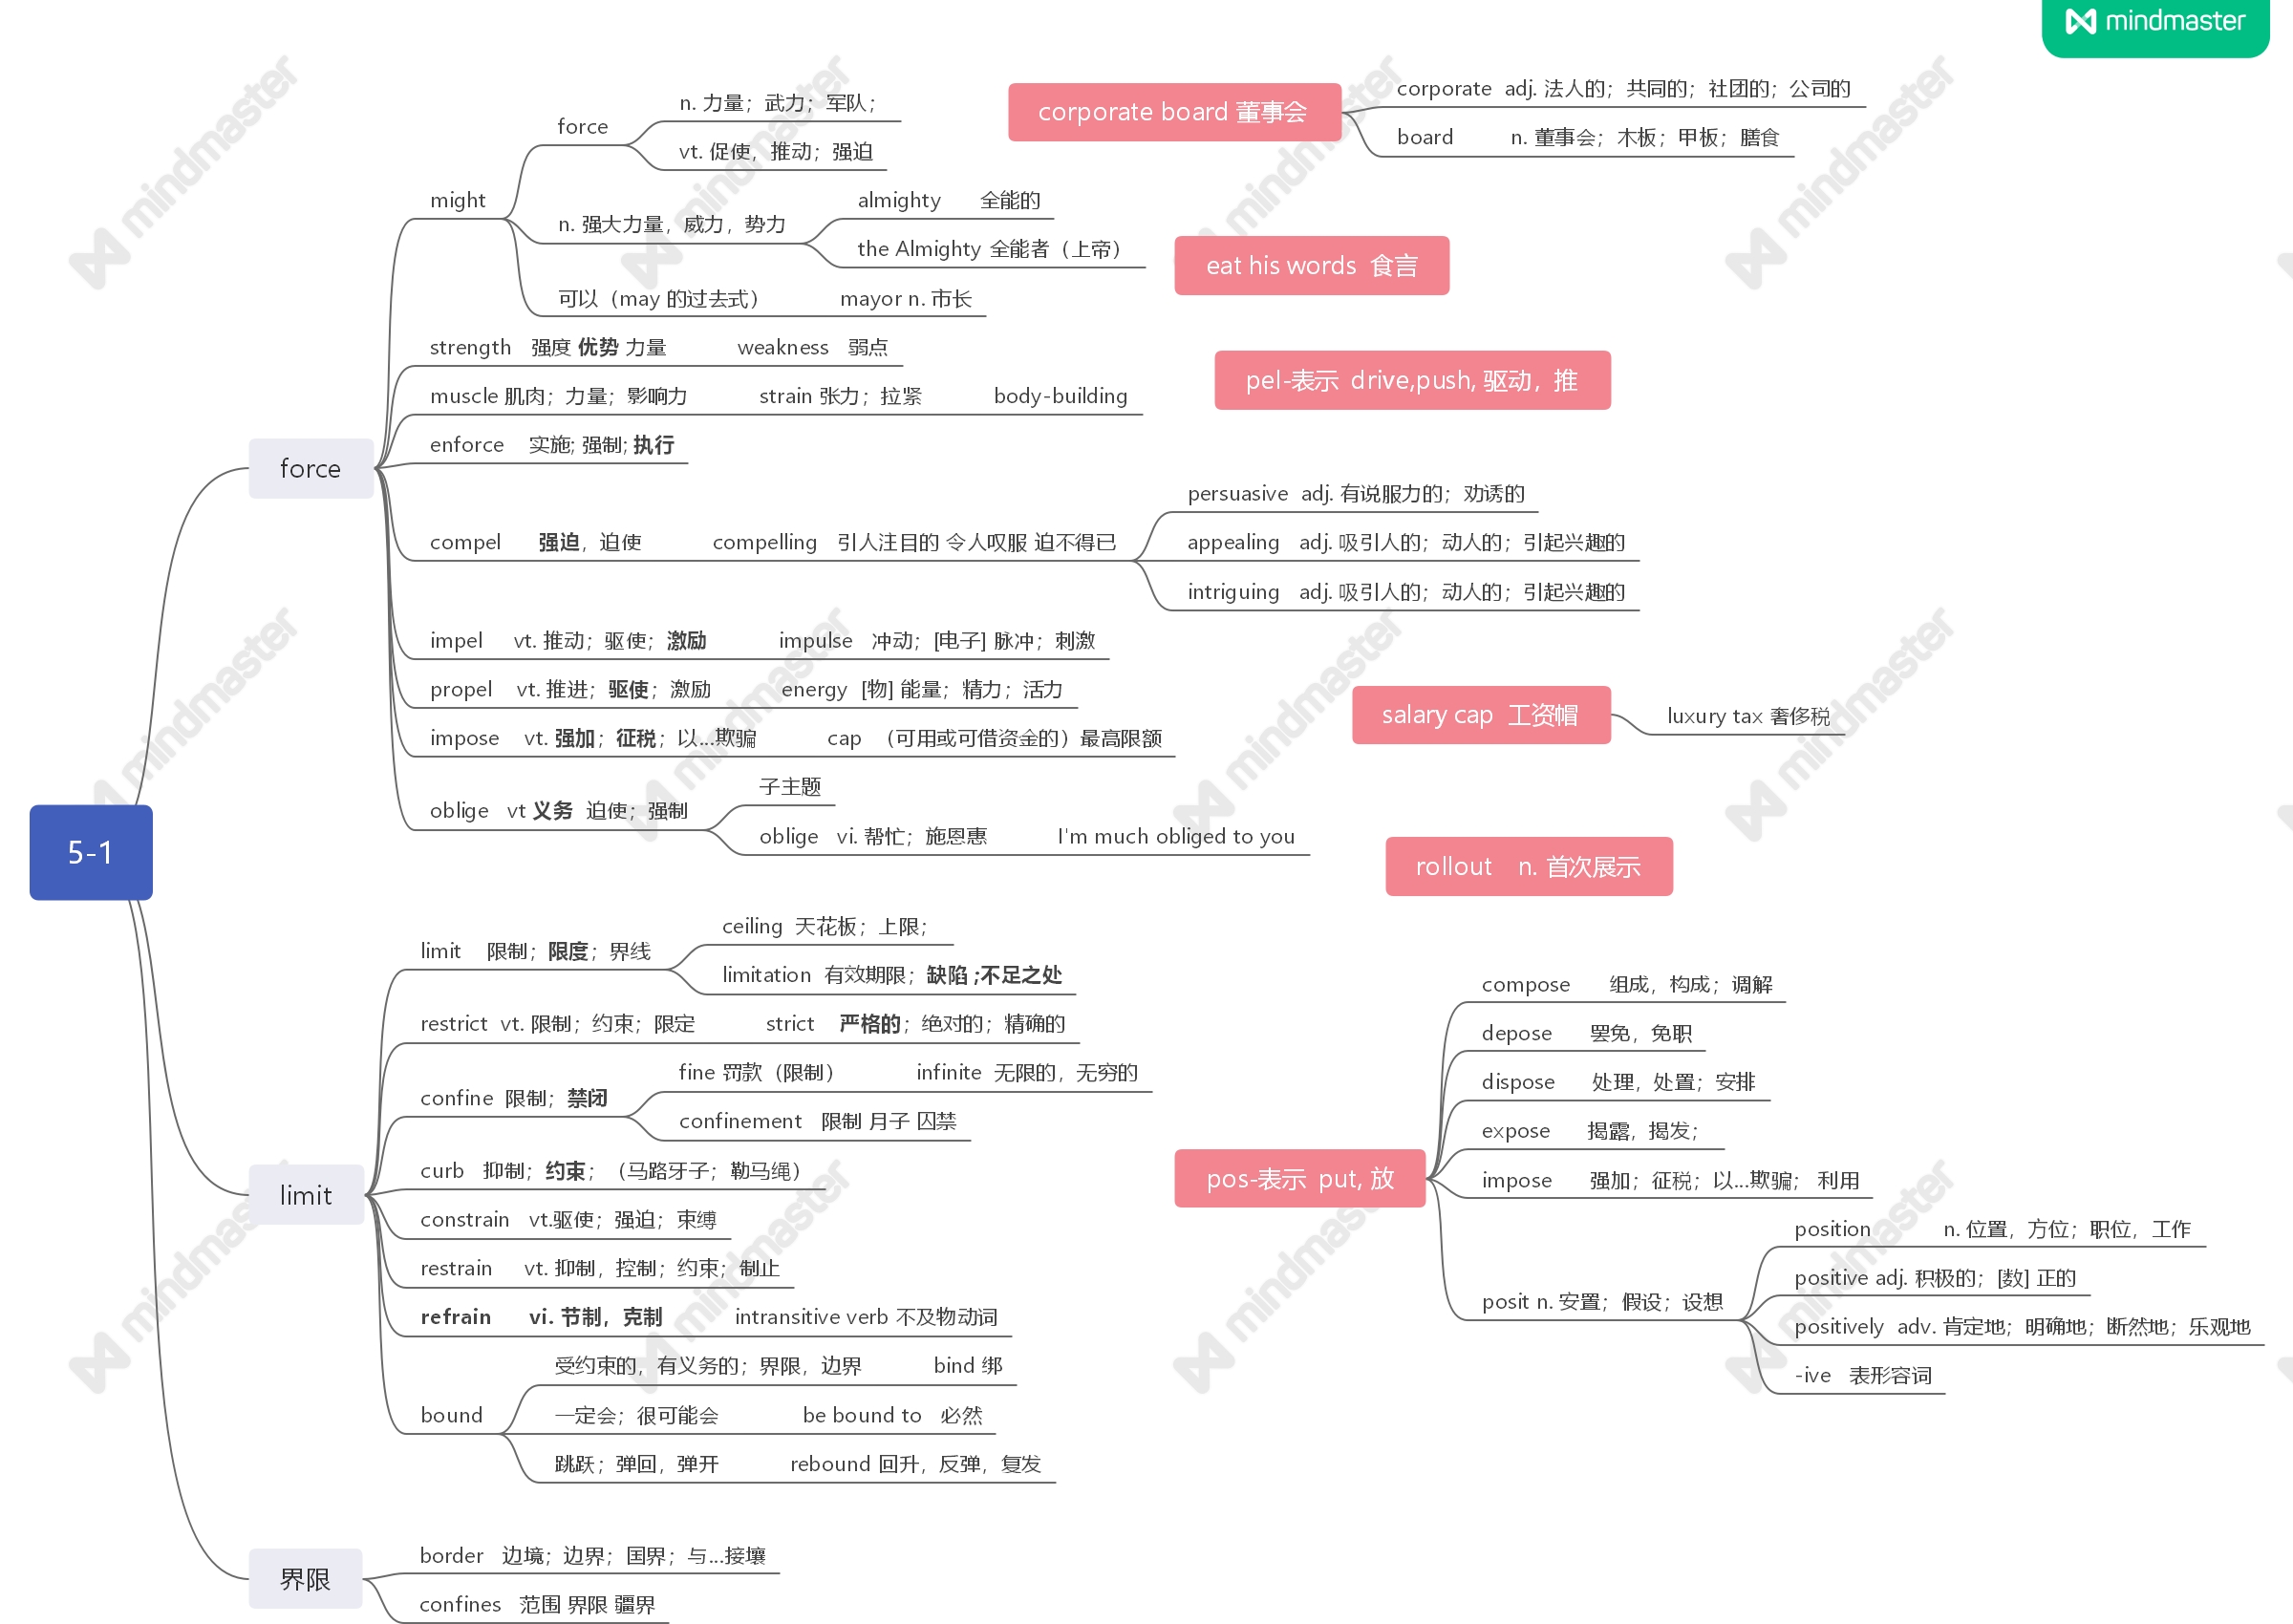 mindmaster
5-1
force
might
force
n. 力量；武力；军队；
vt. 促使，推动；强迫
n. 强大力量，威力，势力
almighty 全能的
the Almighty 全能者（上帝）
可以（may 的过去式） mayor n. 市长
strength 强度 优势 力量 weakness 弱点
muscle 肌肉；力量；影响力 strain 张力；拉紧 body-building
enforce 实施; 强制; 执行
compel 强迫，迫使 compelling 引人注目的 令人叹服 迫不得已
persuasive adj. 有说服力的；劝诱的
appealing adj. 吸引人的；动人的；引起兴趣的
intriguing adj. 吸引人的；动人的；引起兴趣的
impel vt. 推动；驱使；激励 impulse 冲动；[电子] 脉冲；刺激
propel vt. 推进；驱使；激励 energy [物] 能量；精力；活力
impose vt. 强加；征税；以...欺骗 cap （可用或可借资金的）最高限额
oblige vt 义务 迫使；强制
子主题
oblige vi. 帮忙；施恩惠 I'm much obliged to you
limit
limit 限制；限度；界线
ceiling 天花板；上限；
limitation 有效期限；缺陷 ;不足之处
restrict vt. 限制；约束；限定 strict 严格的；绝对的；精确的
confine 限制；禁闭
fine 罚款（限制） infinite 无限的，无穷的
confinement 限制 月子 囚禁
curb 抑制；约束；（马路牙子；勒马绳）
constrain vt.驱使；强迫；束缚
restrain vt. 抑制，控制；约束；制止
refrain vi. 节制，克制 intransitive verb 不及物动词
bound
受约束的，有义务的；界限，边界 bind 绑
一定会；很可能会 be bound to 必然
跳跃；弹回，弹开 rebound 回升，反弹，复发
界限
border 边境；边界；国界；与...接壤
confines 范围 界限 疆界
corporate board 董事会
corporate adj. 法人的；共同的；社团的；公司的
board n. 董事会；木板；甲板；膳食
eat his words 食言
pel-表示 drive,push, 驱动，推
salary cap 工资帽
luxury tax 奢侈税
rollout n. 首次展示
pos-表示 put, 放
compose 组成，构成；调解
depose 罢免，免职
dispose 处理，处置；安排
expose 揭露，揭发；
impose 强加；征税；以...欺骗； 利用
posit n. 安置；假设；设想
position n. 位置，方位；职位，工作
positive adj. 积极的；[数] 正的
positively adv. 肯定地；明确地；断然地；乐观地
-ive 表形容词